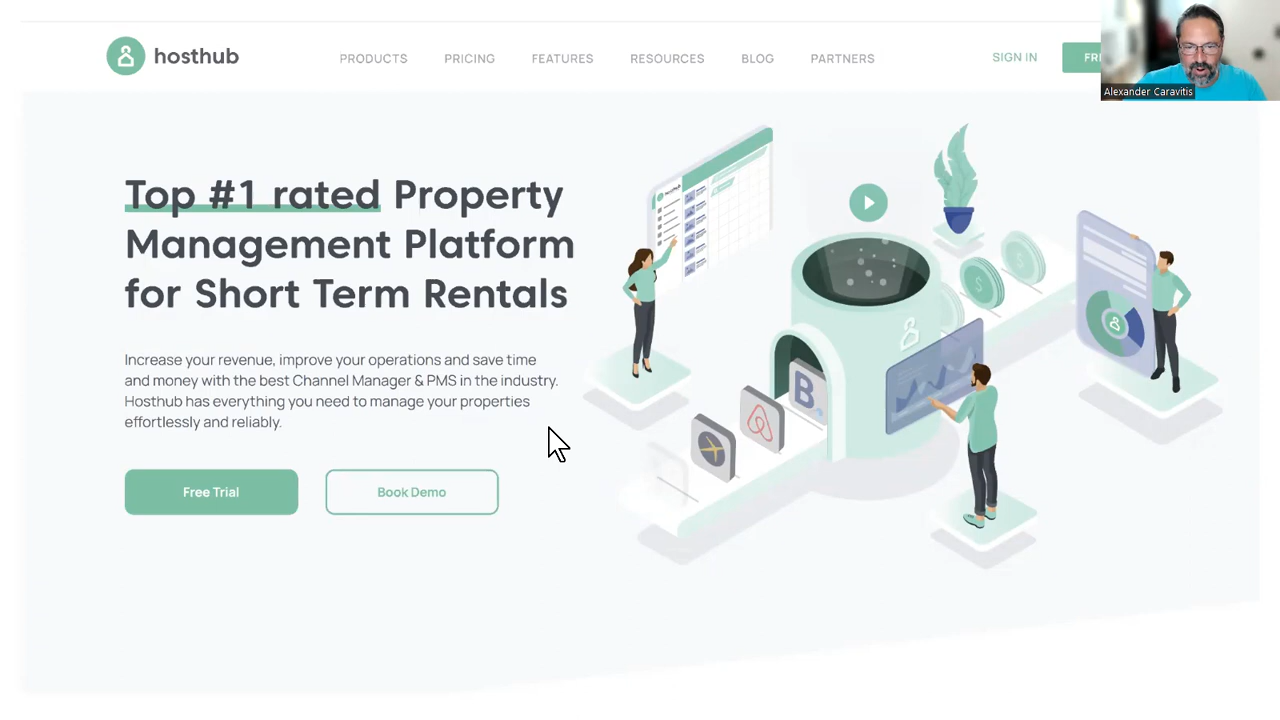 hosthub
PRODUCTS PRICING FEATURES RESOURCES BLOG PARTNERS SIGN IN
Alexander Caravitis
Top #1 rated Property
Management Platform
for Short Term Rentals
Increase your revenue, improve your operations and save time
and money with the best Channel Manager & PMS in the industry.
Hosthub has everything you need to manage your properties
effortlessly and reliably.
Free Trial Book Demo
B